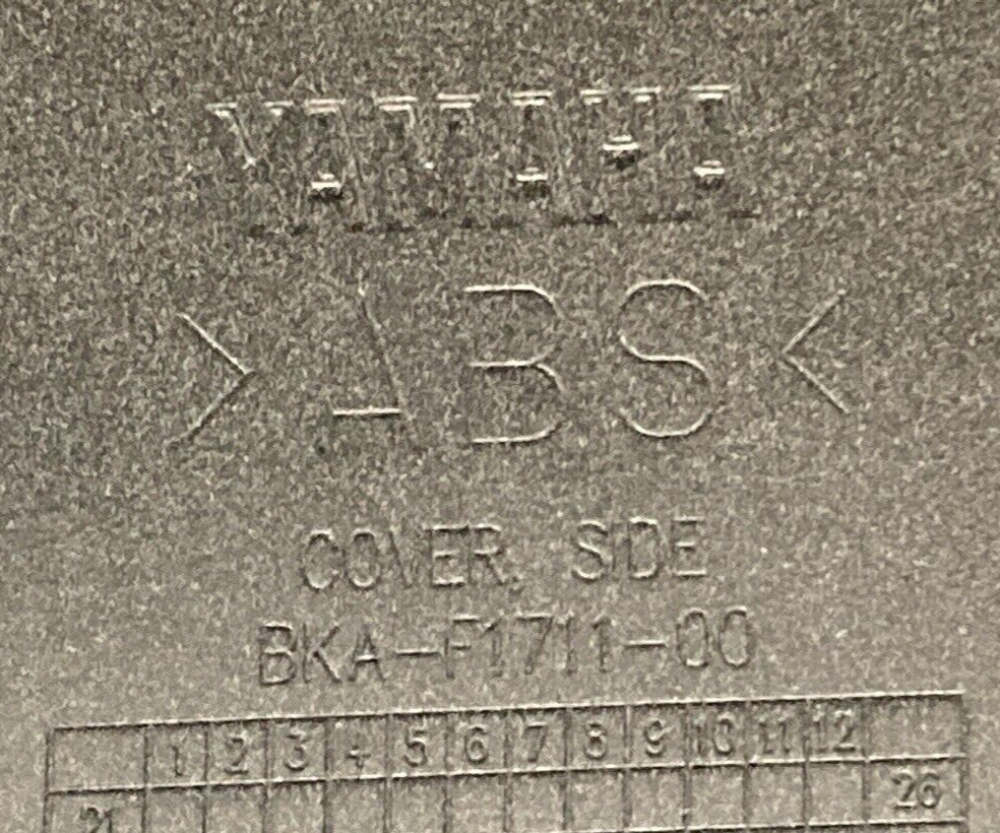 YAMAHA
>ABS<
COVER, SIDE
BKA-F1711-00
1 2 3 4 5 6 7 8 9 10 11 12
26
21